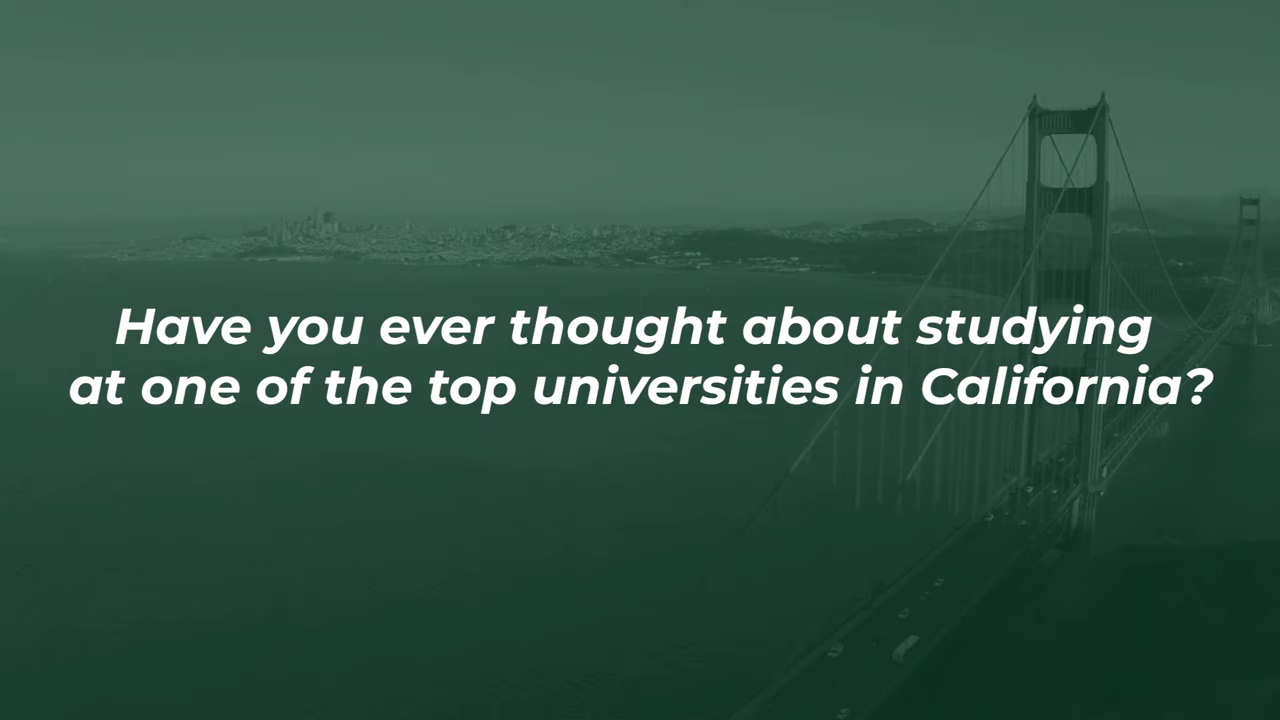 Have you ever thought about studying
at one of the top universities in California?